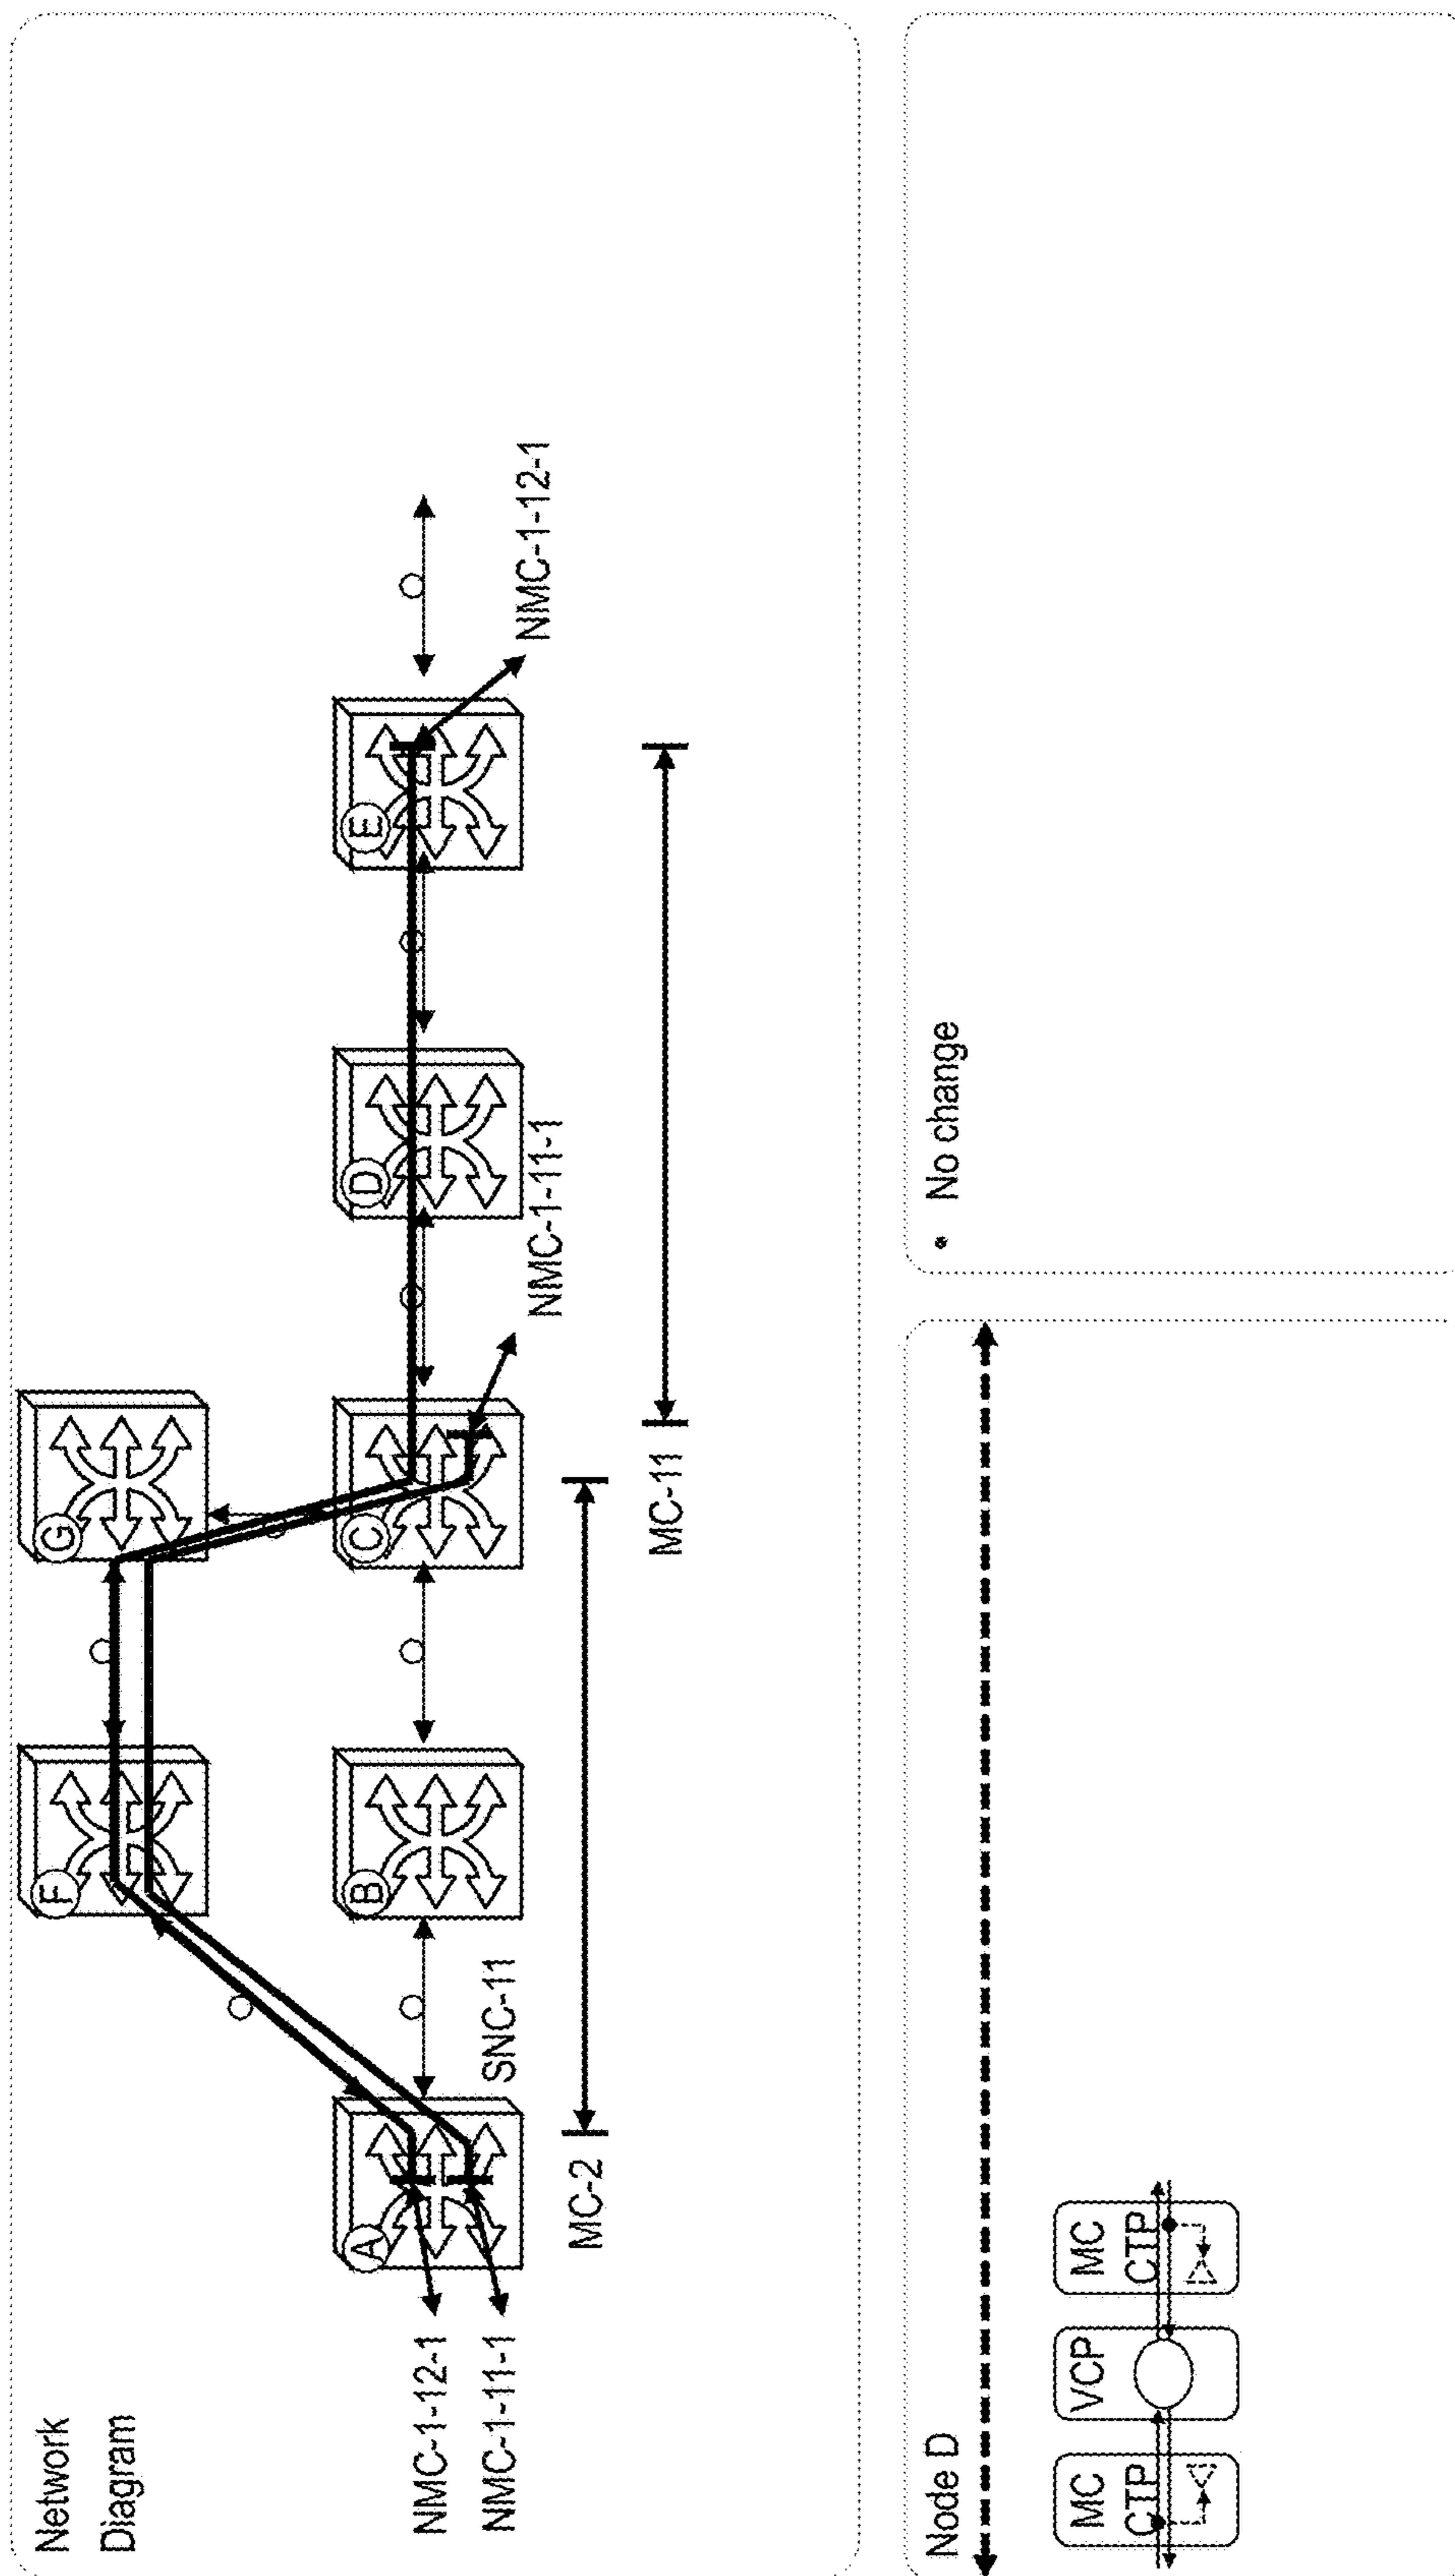 Network
Diagram
F
G
A
B
C
D
E
NMC-1-12-1
NMC-1-11-1
SNC-11
NMC-1-11-1
NMC-1-12-1
MC-2
MC-11
Node D
MC
CTP
VCP
MC
CTP
• No change